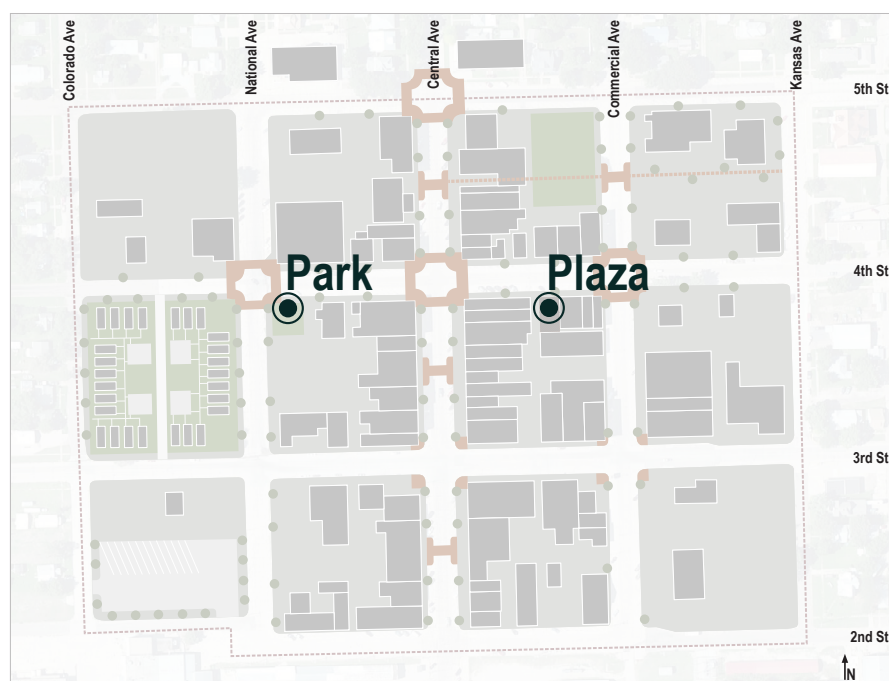 Colorado Ave
National Ave
Central Ave
Commercial Ave
Kansas Ave
5th St
Park
Plaza
4th St
3rd St
2nd St
N